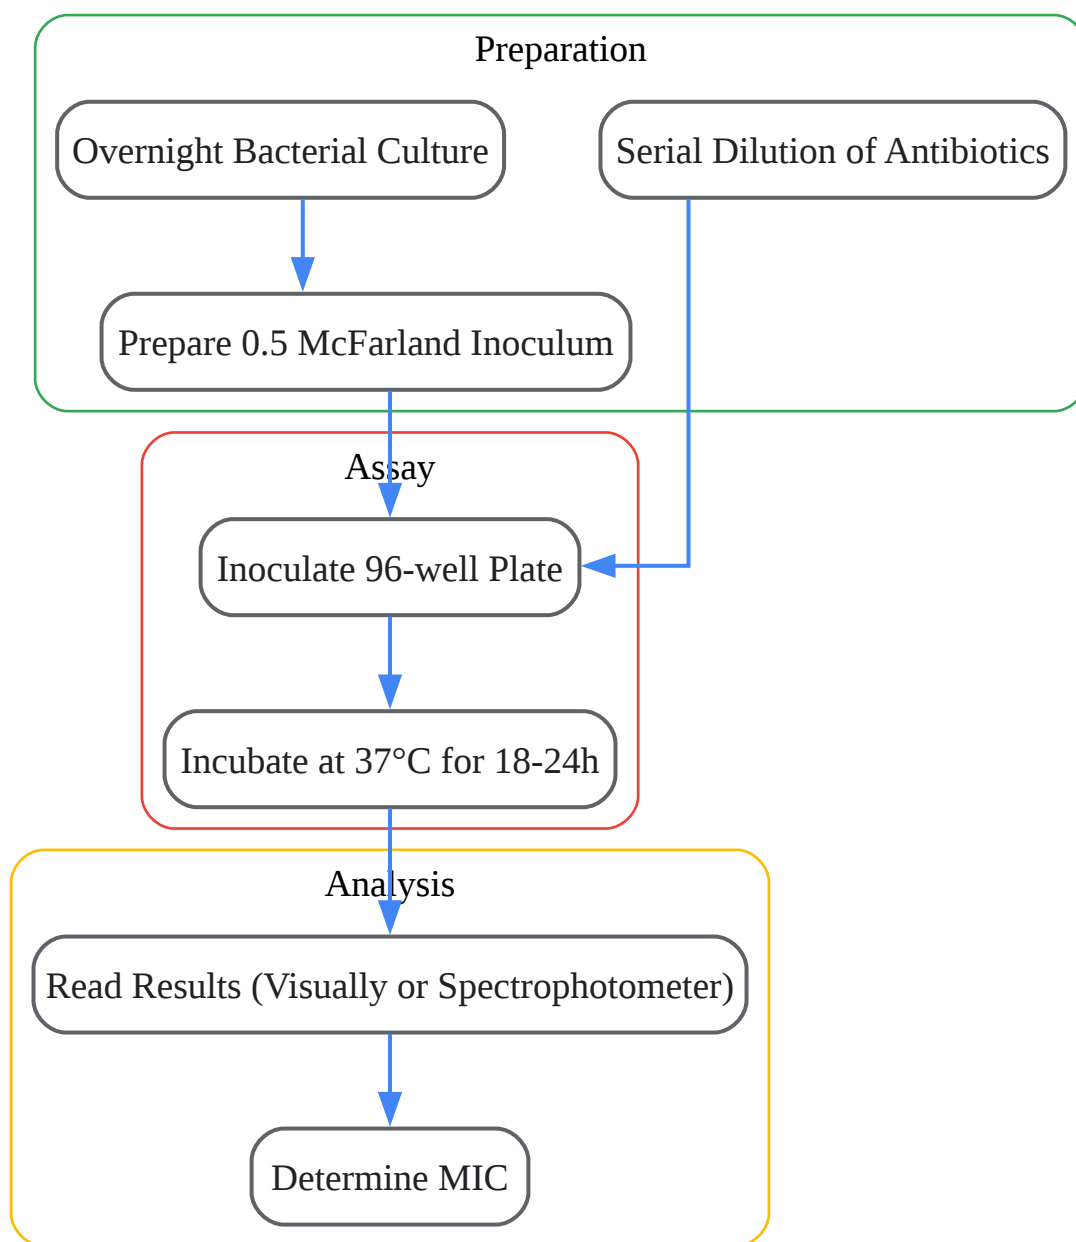 Preparation
Overnight Bacterial Culture
Serial Dilution of Antibiotics
Prepare 0.5 McFarland Inoculum
Assay
Inoculate 96-well Plate
Incubate at 37°C for 18-24h
Analysis
Read Results (Visually or Spectrophotometer)
Determine MIC